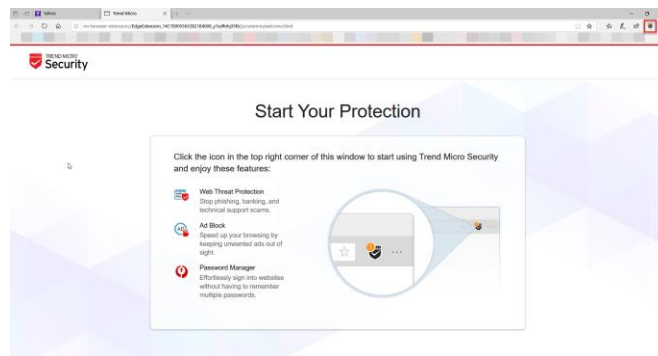 Yahoo
Trend Micro
TREND MICRO
Security
Start Your Protection
Click the icon in the top right corner of this window to start using Trend Micro Security
and enjoy these features:
Web Threat Protection
Stop phishing, banking, and
technical support scams.
Ad Block
Speed up your browsing by
keeping unwanted ads out of
sight.
Password Manager
Effortlessly sign into websites
without having to remember
multiple passwords.